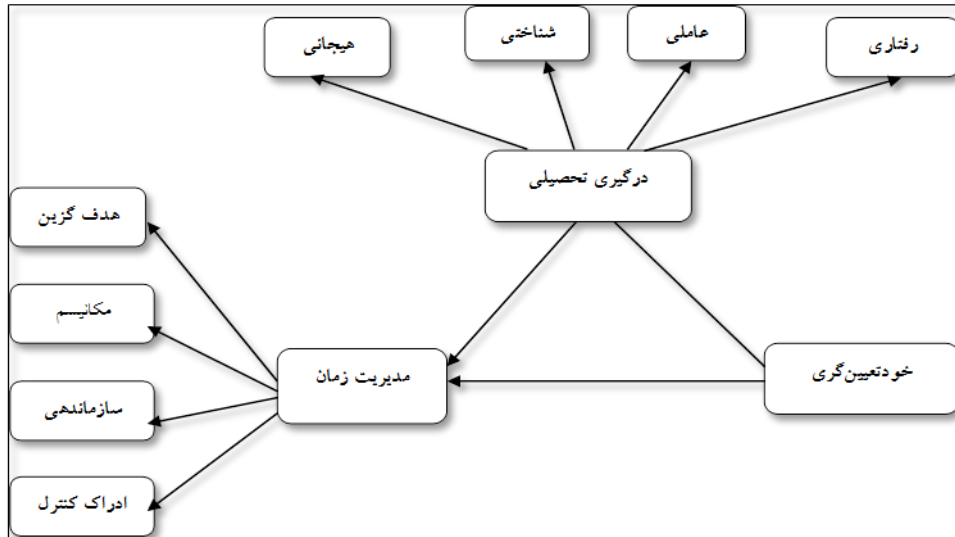 رفتاری
عاملی
شناختی
هیجانی
درگیری تحصیلی
هدف گزین
مکانیسم
خودتعیین‌گری
مدیریت زمان
سازماندهی
ادراک کنترل